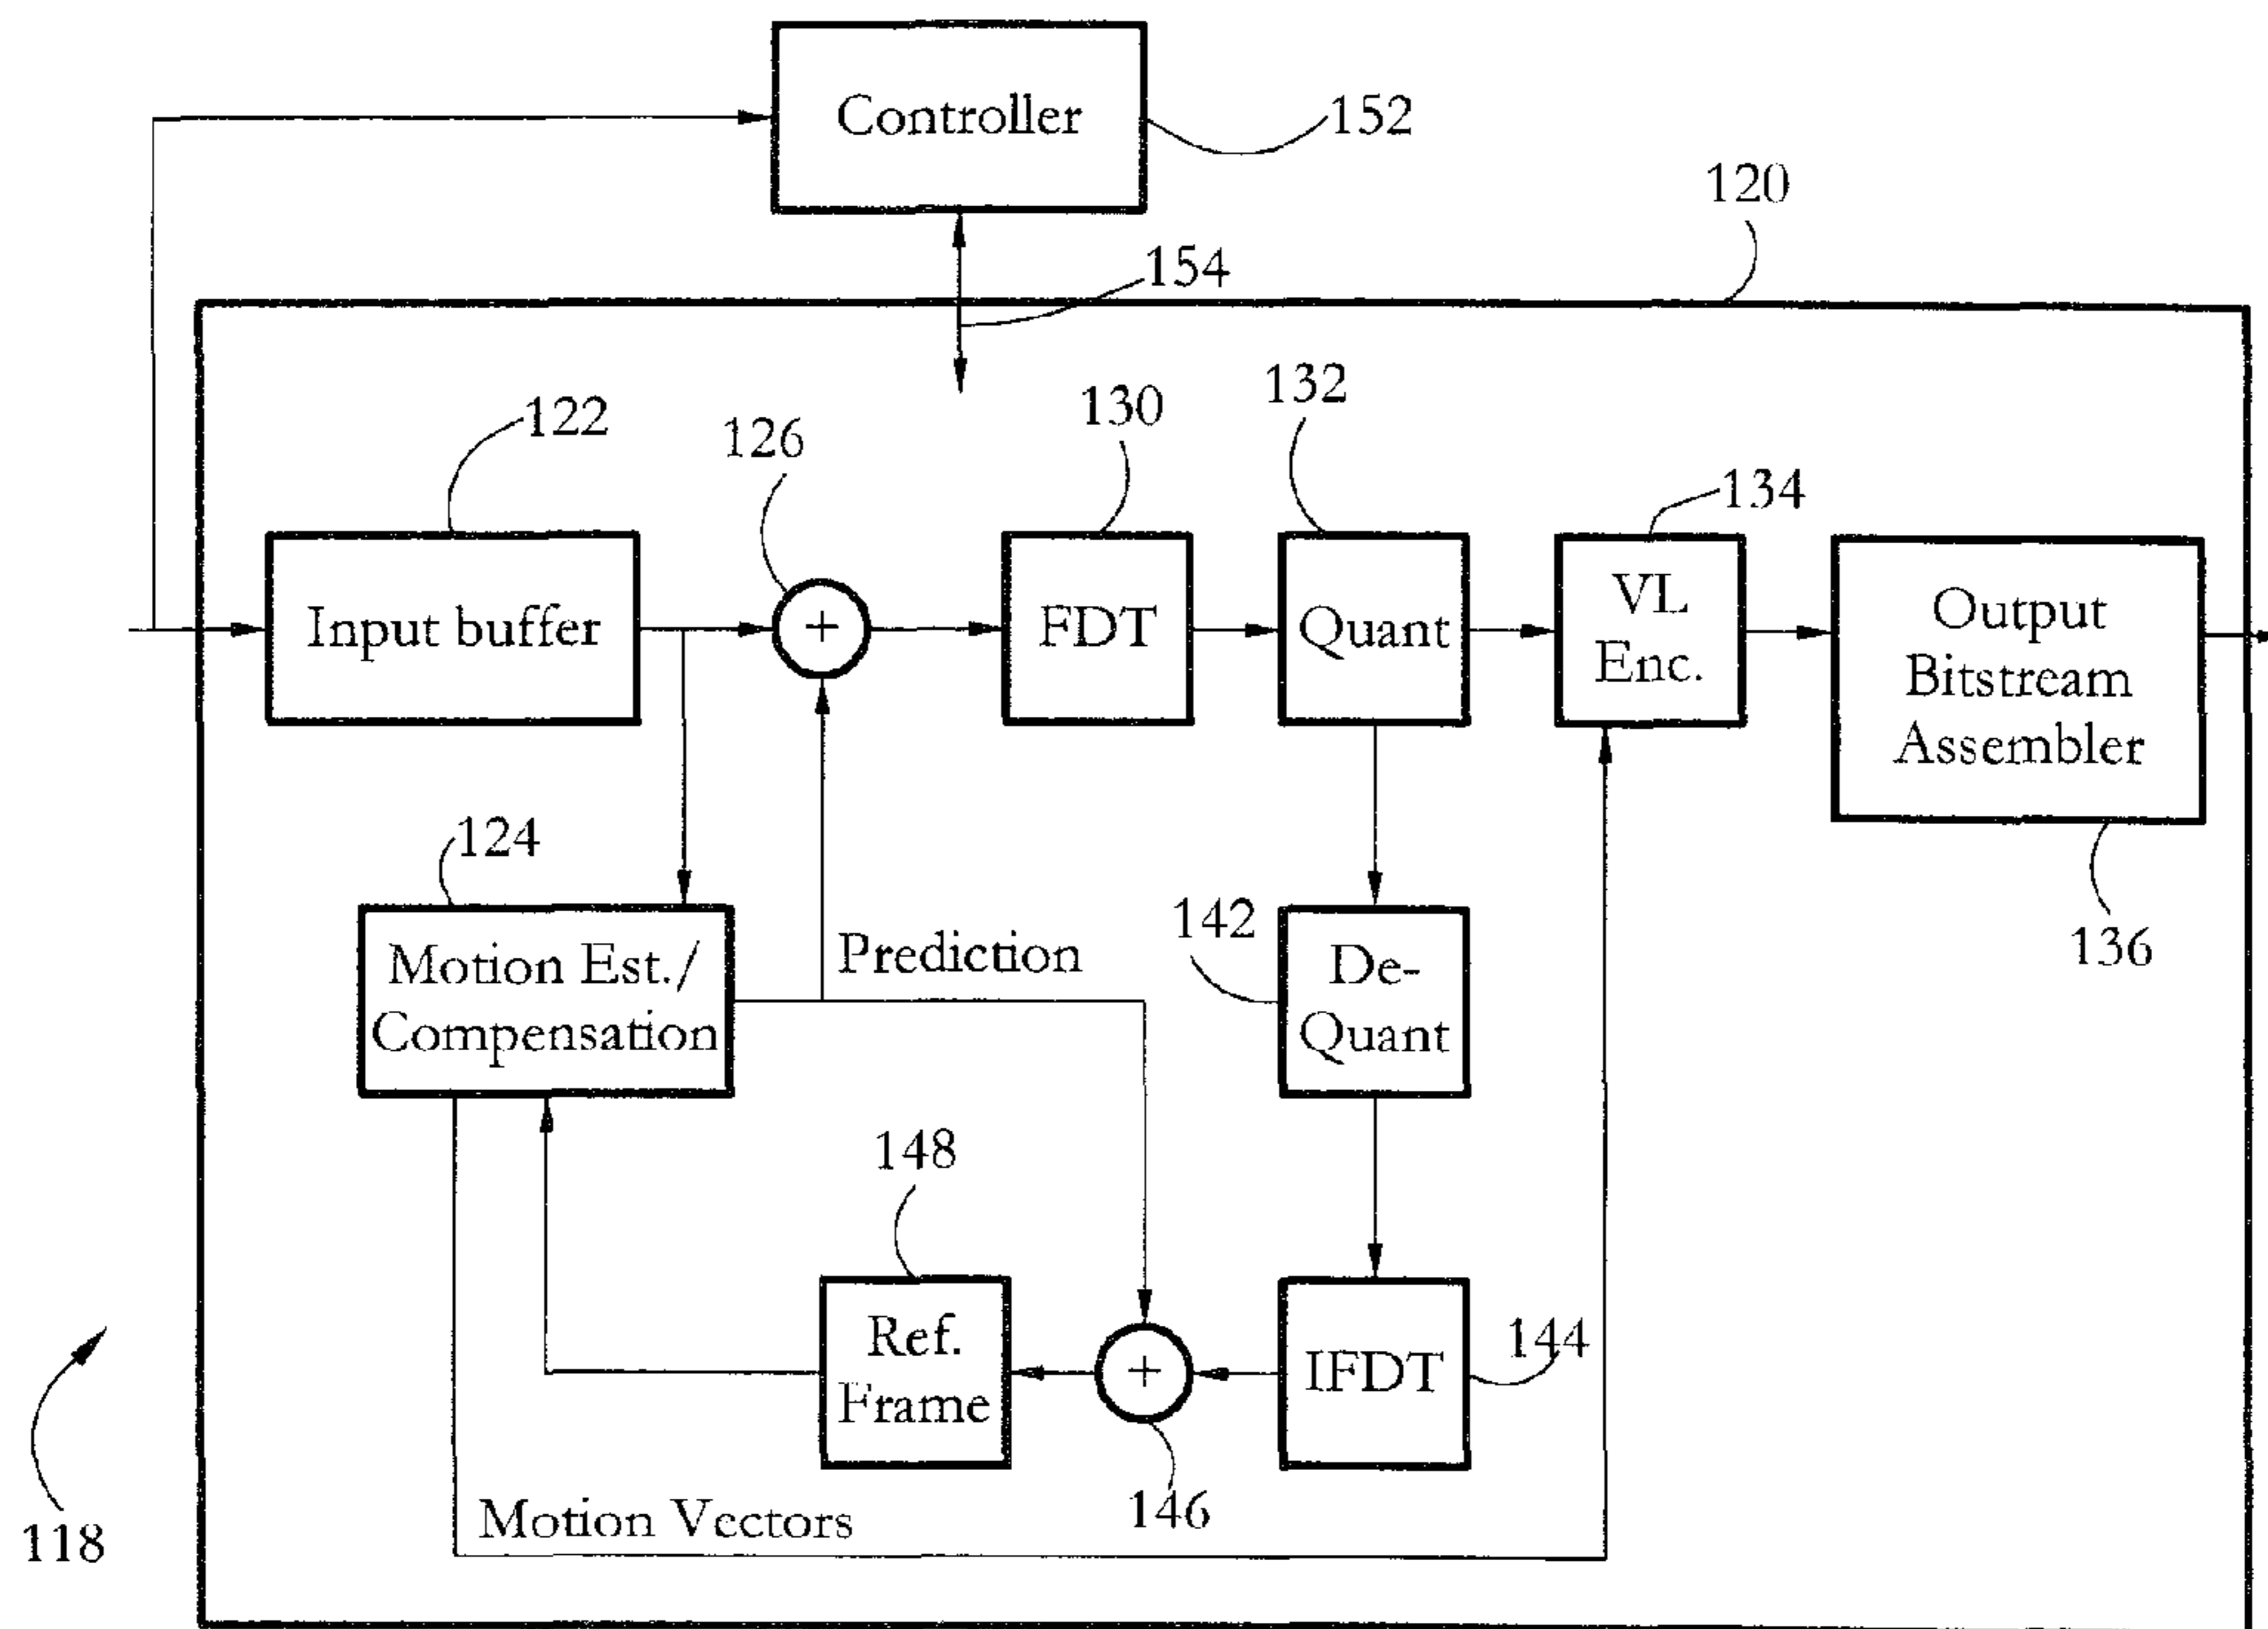 Controller
152
120
154
132
130
122
126
134
Input buffer
+
FDT
Quant
VL
Enc.
Output
Bitstream
Assembler
124
Motion Est./
Compensation
Prediction
142
De-
Quant
136
148
Ref.
Frame
+
IFDT
144
146
Motion Vectors
118